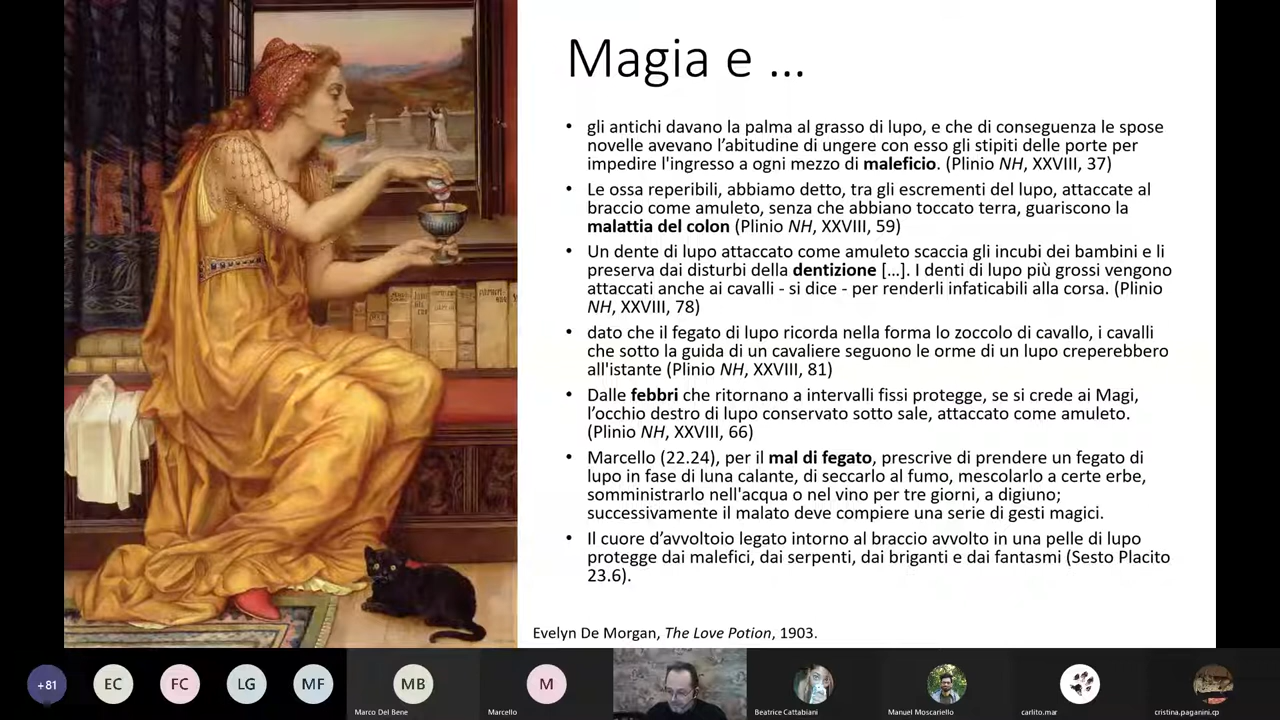 Magia e ...
• gli antichi davano la palma al grasso di lupo, e che di conseguenza le spose
novelle avevano l’abitudine di ungere con esso gli stipiti delle porte per
impedire l'ingresso a ogni mezzo di maleficio. (Plinio NH, XXVIII, 37)
• Le ossa reperibili, abbiamo detto, tra gli escrementi del lupo, attaccate al
braccio come amuleto, senza che abbiano toccato terra, guariscono la
malattia del colon (Plinio NH, XXVIII, 59)
• Un dente di lupo attaccato come amuleto scaccia gli incubi dei bambini e li
preserva dai disturbi della dentizione [...]. I denti di lupo più grossi vengono
attaccati anche ai cavalli - si dice - per renderli infaticabili alla corsa. (Plinio
NH, XXVIII, 78)
• dato che il fegato di lupo ricorda nella forma lo zoccolo di cavallo, i cavalli
che sotto la guida di un cavaliere seguono le orme di un lupo creperebbero
all'istante (Plinio NH, XXVIII, 81)
• Dalle febbri che ritornano a intervalli fissi protegge, se si crede ai Magi,
l’occhio destro di lupo conservato sotto sale, attaccato come amuleto.
(Plinio NH, XXVIII, 66)
• Marcello (22.24), per il mal di fegato, prescrive di prendere un fegato di
lupo in fase di luna calante, di seccarlo al fumo, mescolarlo a certe erbe,
somministrarlo nell'acqua o nel vino per tre giorni, a digiuno;
successivamente il malato deve compiere una serie di gesti magici.
• Il cuore d’avvoltoio legato intorno al braccio avvolto in una pelle di lupo
protegge dai malefici, dai serpenti, dai briganti e dai fantasmi (Sesto Placito
23.6).
Evelyn De Morgan, The Love Potion, 1903.
+81
EC
FC
LG
MF
MB
M
Marco Del Bene
Marcello
Beatrice Cattabiani
Manuel Moscariello
carlito.mar
cristina.paganini.cp